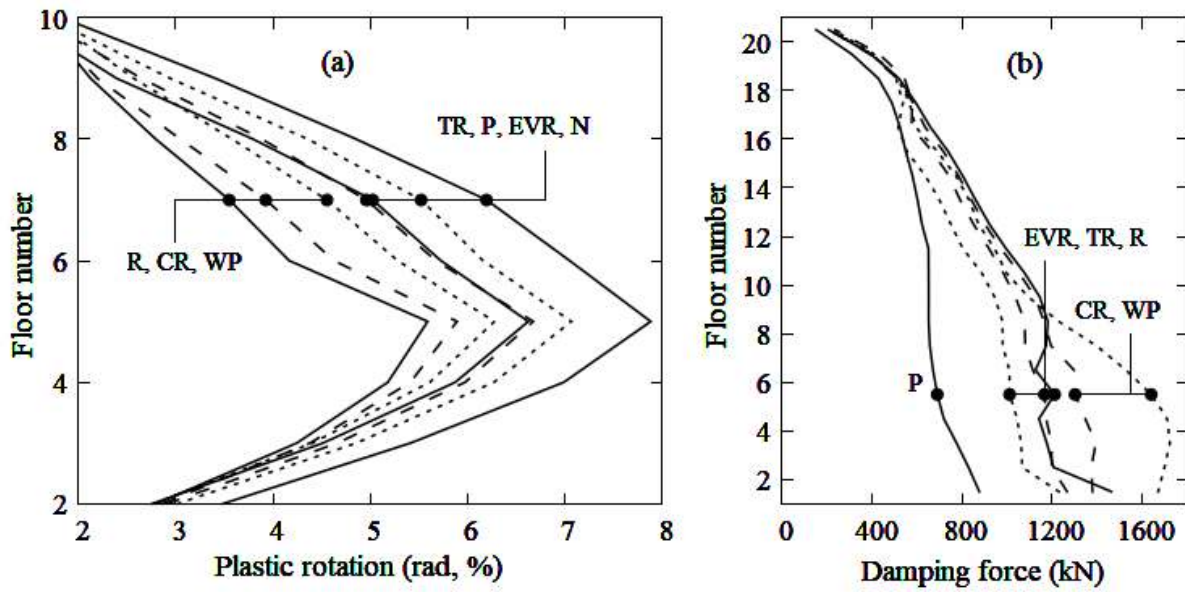 (a)
10
8
6
4
2
Floor number
TR, P, EVR, N
R, CR, WP
2 3 4 5 6 7 8
Plastic rotation (rad, %)
(b)
20
18
16
14
12
10
8
6
4
2
Floor number
EVR, TR, R
CR, WP
P
0 400 800 1200 1600
Damping force (kN)